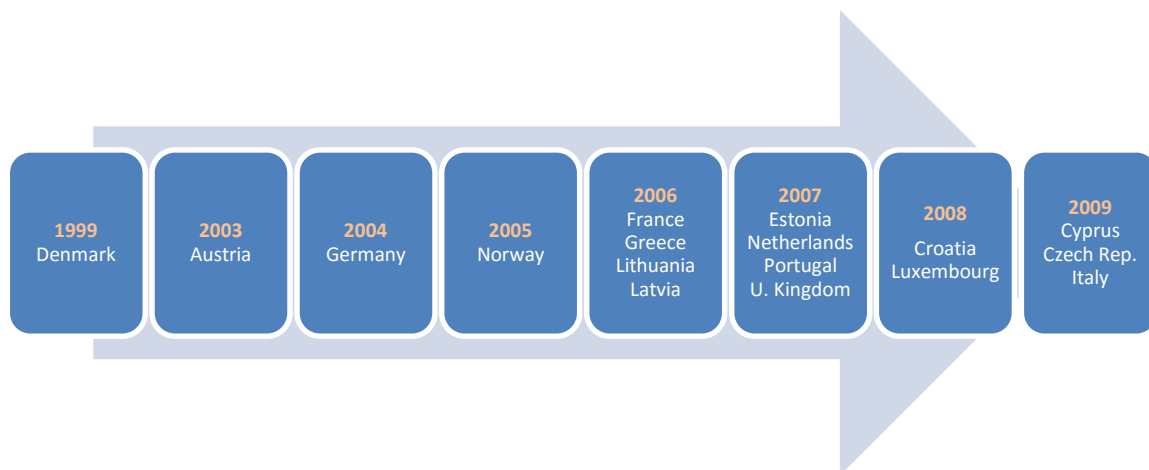 1999
Denmark
2003
Austria
2004
Germany
2005
Norway
2006
France
Greece
Lithuania
Latvia
2007
Estonia
Netherlands
Portugal
U. Kingdom
2008
Croatia
Luxembourg
2009
Cyprus
Czech Rep.
Italy